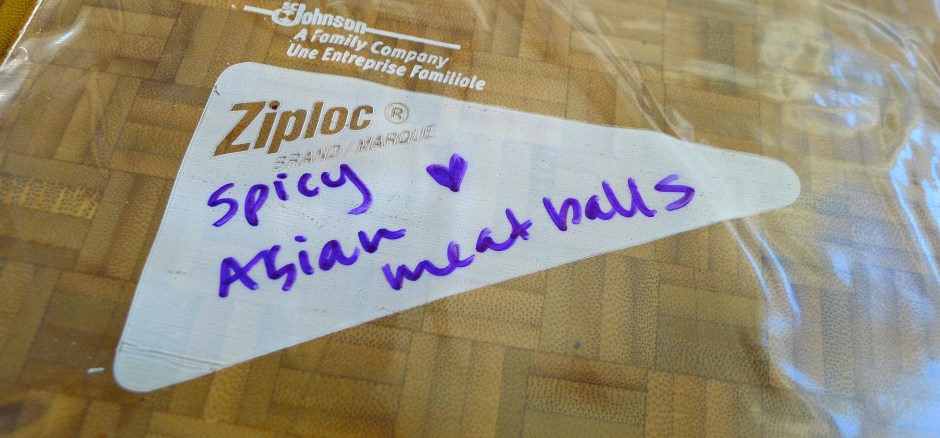 SC Johnson
A Family Company
Une Entreprise Familiale
Ziploc ®
BRAND / MARQUE
Spicy ♥
Asian meat balls